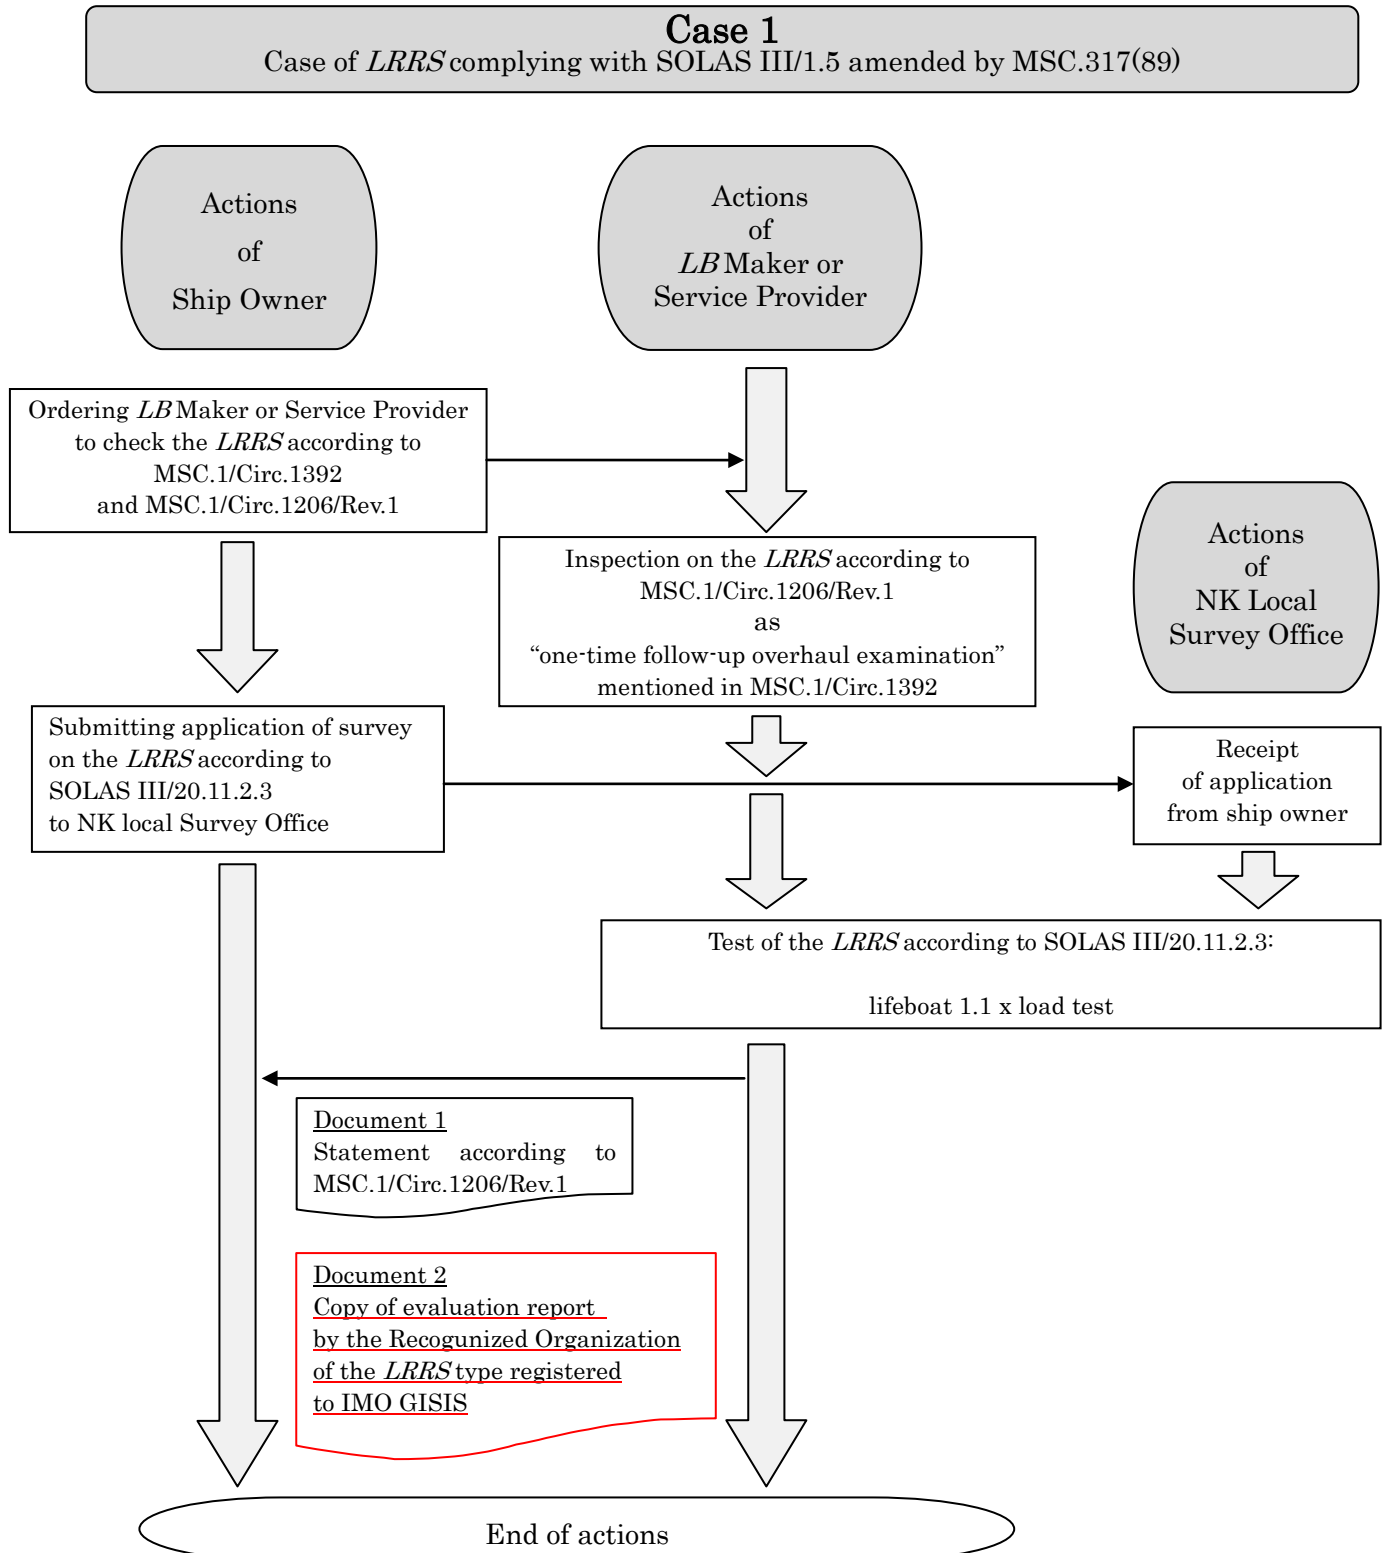 Case 1
Case of LRRS complying with SOLAS III/1.5 amended by MSC.317(89)
Actions
of
Ship Owner
Actions
of
LB Maker or
Service Provider
Ordering LB Maker or Service Provider
to check the LRRS according to
MSC.1/Circ.1392
and MSC.1/Circ.1206/Rev.1
Inspection on the LRRS according to
MSC.1/Circ.1206/Rev.1
as
“one-time follow-up overhaul examination”
mentioned in MSC.1/Circ.1392
Actions
of
NK Local
Survey Office
Submitting application of survey
on the LRRS according to
SOLAS III/20.11.2.3
to NK local Survey Office
Receipt
of application
from ship owner
Test of the LRRS according to SOLAS III/20.11.2.3:
lifeboat 1.1 x load test
Document 1
Statement according to
MSC.1/Circ.1206/Rev.1
Document 2
Copy of evaluation report
by the Recogunized Organization
of the LRRS type registered
to IMO GISIS
End of actions